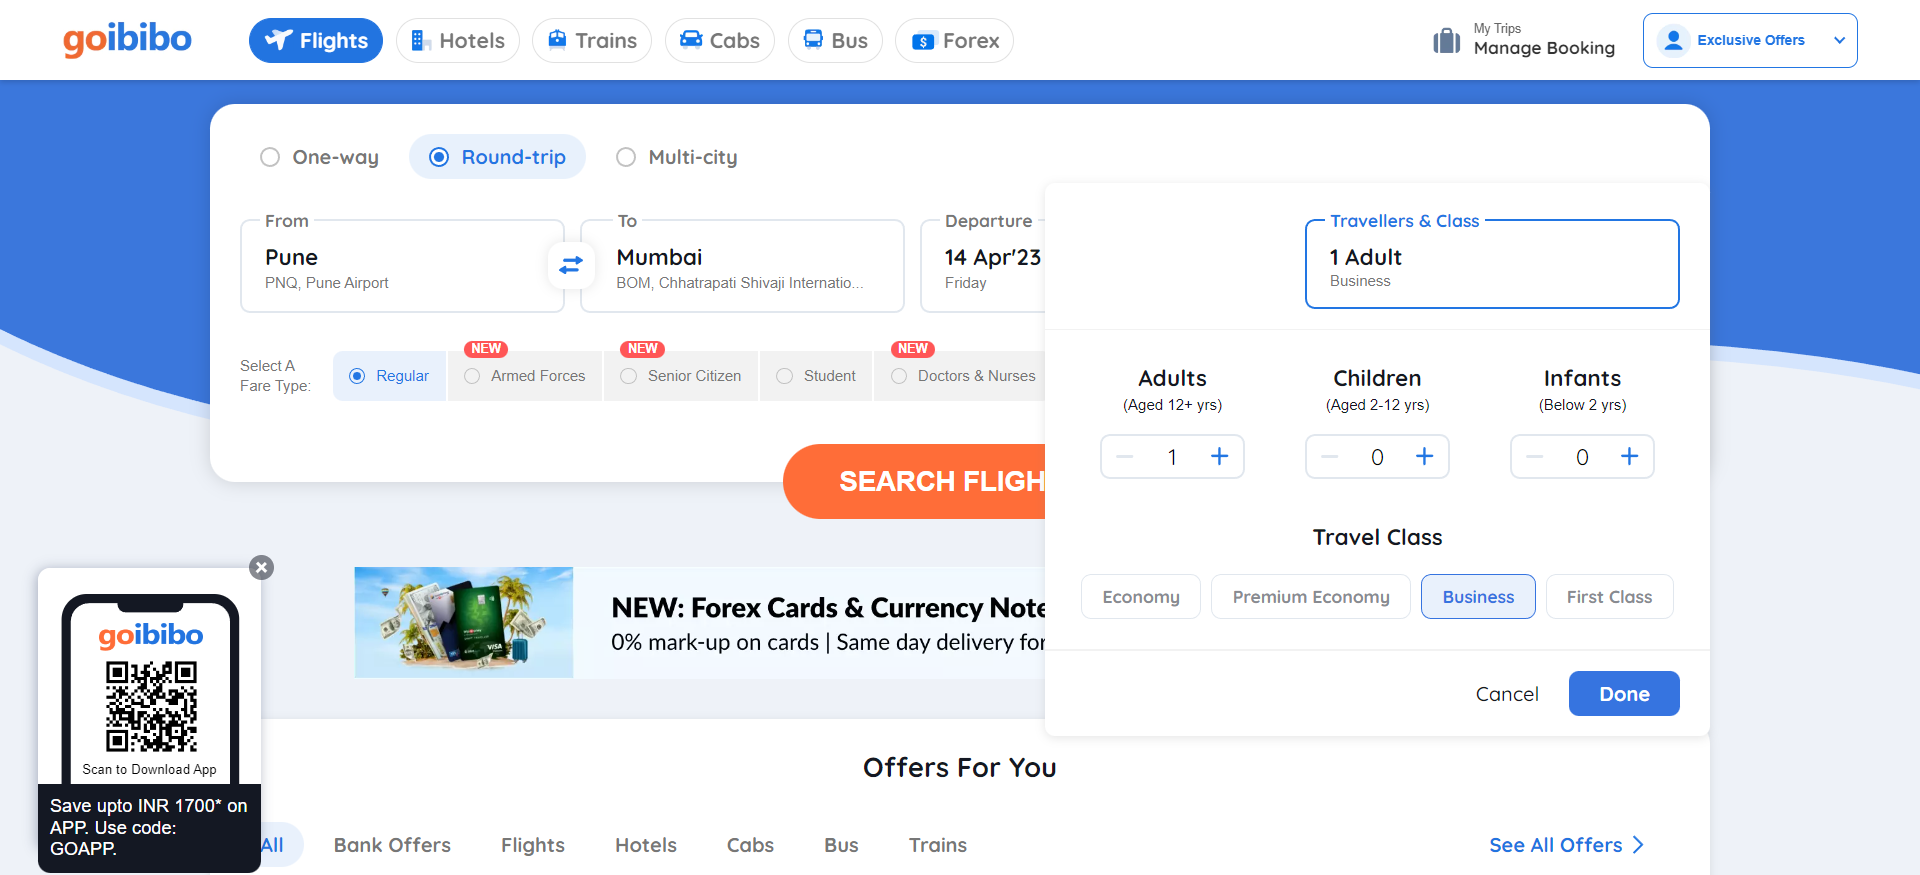 goibibo
Flights
Hotels
Trains
Cabs
Bus
Forex
My Trips
Manage Booking
Exclusive Offers
One-way
Round-trip
Multi-city
From
Pune
PNQ, Pune Airport
To
Mumbai
BOM, Chhatrapati Shivaji Internatio...
Departure
14 Apr'23
Friday
Travellers & Class
1 Adult
Business
Select A
Fare Type:
Regular
NEW
Armed Forces
NEW
Senior Citizen
Student
NEW
Doctors & Nurses
Adults
(Aged 12+ yrs)
1
Children
(Aged 2-12 yrs)
0
Infants
(Below 2 yrs)
0
SEARCH FLIGH
Travel Class
Economy
Premium Economy
Business
First Class
Cancel
Done
NEW: Forex Cards & Currency Note
0% mark-up on cards | Same day delivery for
VISA
goibibo
Scan to Download App
Save upto INR 1700* on
APP. Use code:
GOAPP.
Offers For You
All
Bank Offers
Flights
Hotels
Cabs
Bus
Trains
See All Offers